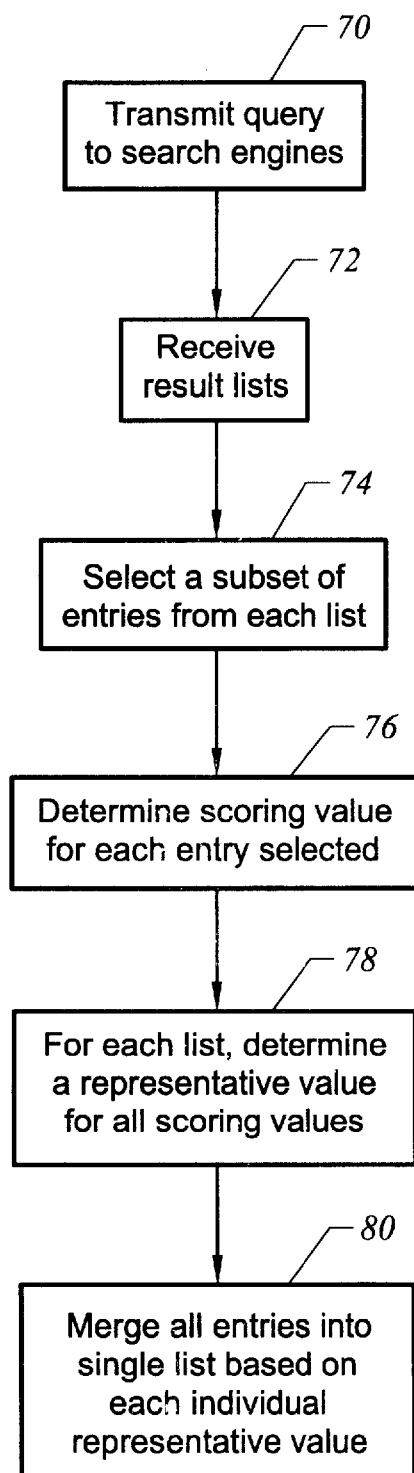 70
Transmit query
to search engines
72
Receive
result lists
74
Select a subset of
entries from each list
76
Determine scoring value
for each entry selected
78
For each list, determine
a representative value
for all scoring values
80
Merge all entries into
single list based on
each individual
representative value